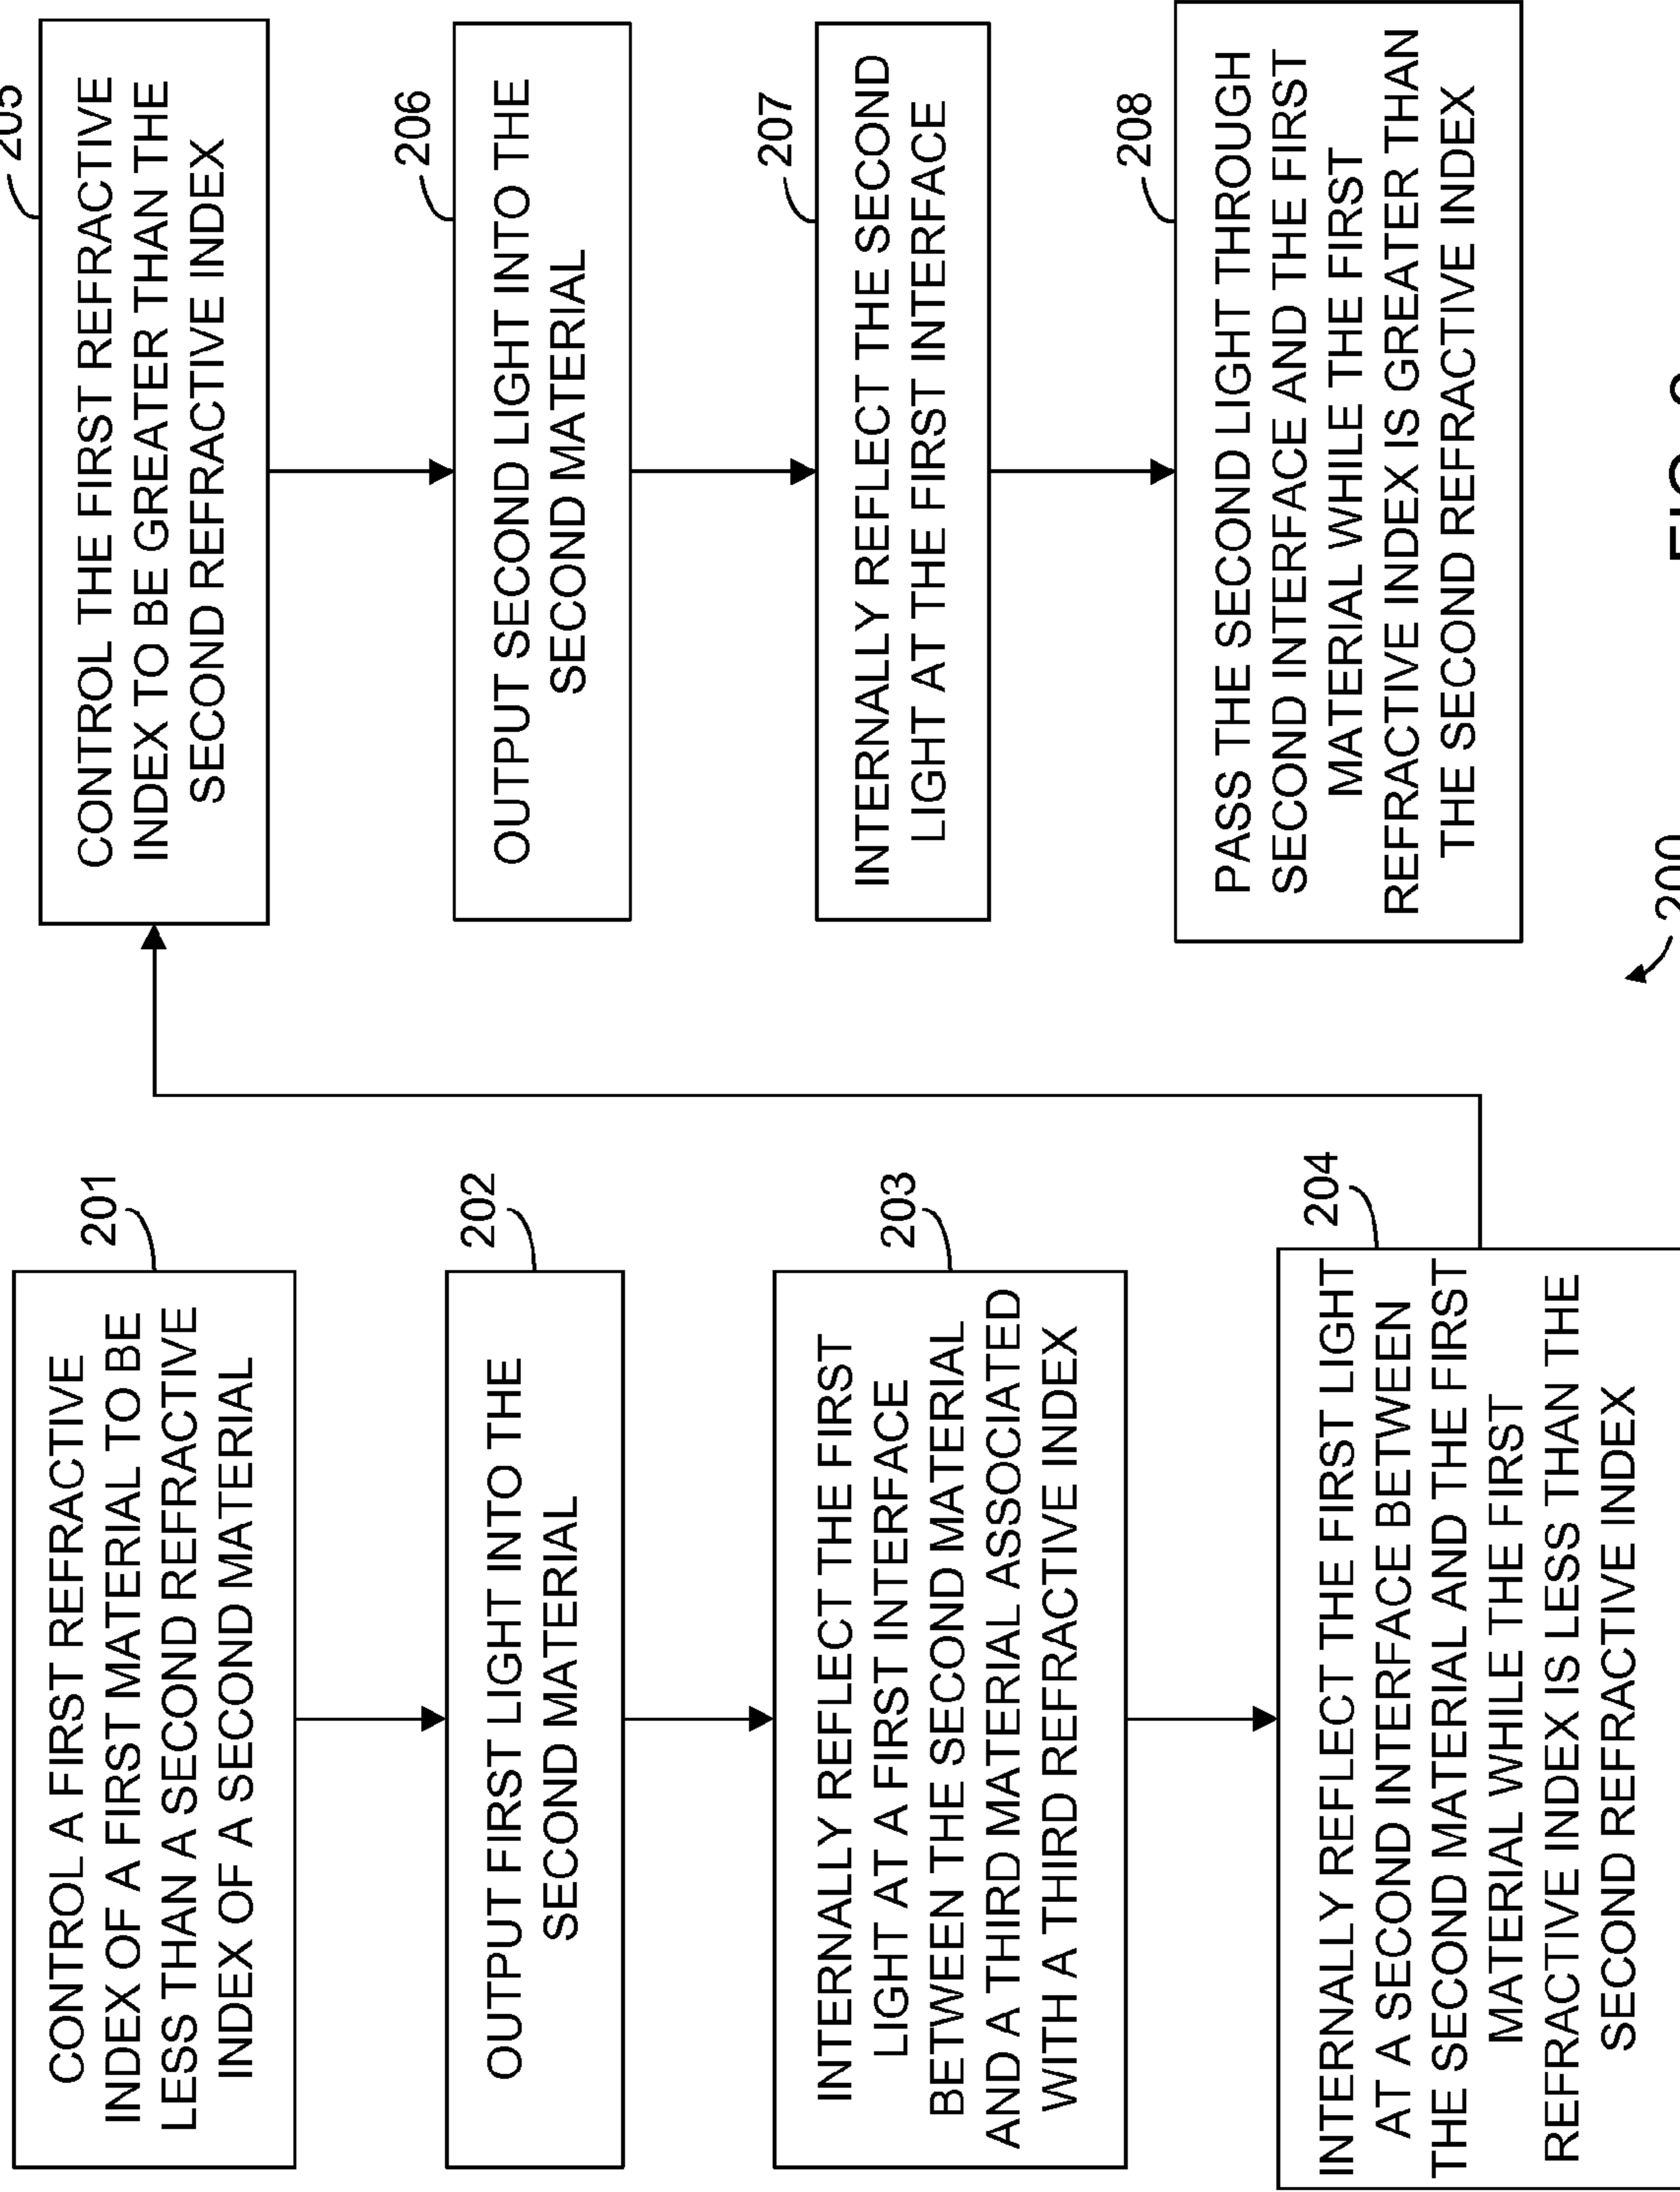 201
CONTROL A FIRST REFRACTIVE
INDEX OF A FIRST MATERIAL TO BE
LESS THAN A SECOND REFRACTIVE
INDEX OF A SECOND MATERIAL
202
OUTPUT FIRST LIGHT INTO THE
SECOND MATERIAL
203
INTERNALLY REFLECT THE FIRST
LIGHT AT A FIRST INTERFACE
BETWEEN THE SECOND MATERIAL
AND A THIRD MATERIAL ASSOCIATED
WITH A THIRD REFRACTIVE INDEX
204
INTERNALLY REFLECT THE FIRST LIGHT
AT A SECOND INTERFACE BETWEEN
THE SECOND MATERIAL AND THE FIRST
MATERIAL WHILE THE FIRST
REFRACTIVE INDEX IS LESS THAN THE
SECOND REFRACTIVE INDEX
205
CONTROL THE FIRST REFRACTIVE
INDEX TO BE GREATER THAN THE
SECOND REFRACTIVE INDEX
206
OUTPUT SECOND LIGHT INTO THE
SECOND MATERIAL
207
INTERNALLY REFLECT THE SECOND
LIGHT AT THE FIRST INTERFACE
208
PASS THE SECOND LIGHT THROUGH
SECOND INTERFACE AND THE FIRST
MATERIAL WHILE THE FIRST
REFRACTIVE INDEX IS GREATER THAN
THE SECOND REFRACTIVE INDEX
200
FIG.